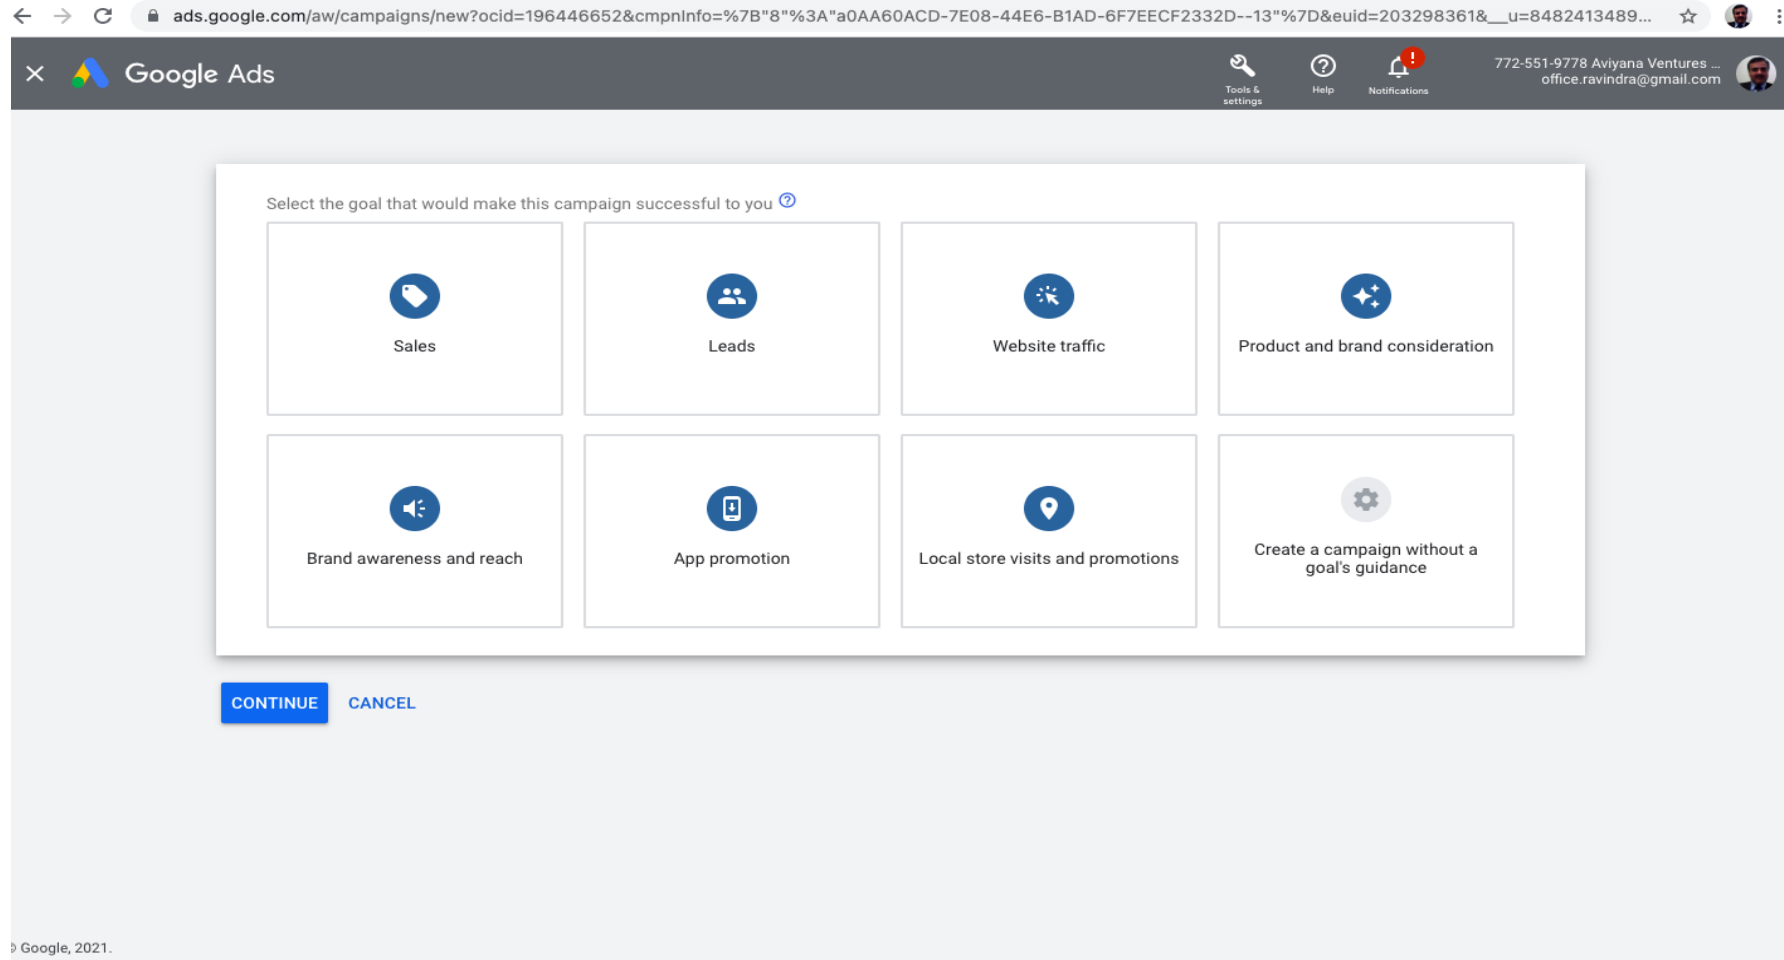 ads.google.com/aw/campaigns/new?ocid=196446652&cmpnInfo=%7B"8"%3A"a0AA60ACD-7E08-44E6-B1AD-6F7EECF2332D--13"%7D&euid=203298361&__u=8482413489...
Google Ads
Tools &
settings
Help
!
Notifications
772-551-9778 Aviyana Ventures ...
office.ravindra@gmail.com
Select the goal that would make this campaign successful to you ?
Sales
Leads
Website traffic
Product and brand consideration
Brand awareness and reach
App promotion
Local store visits and promotions
Create a campaign without a
goal's guidance
CONTINUE
CANCEL
© Google, 2021.